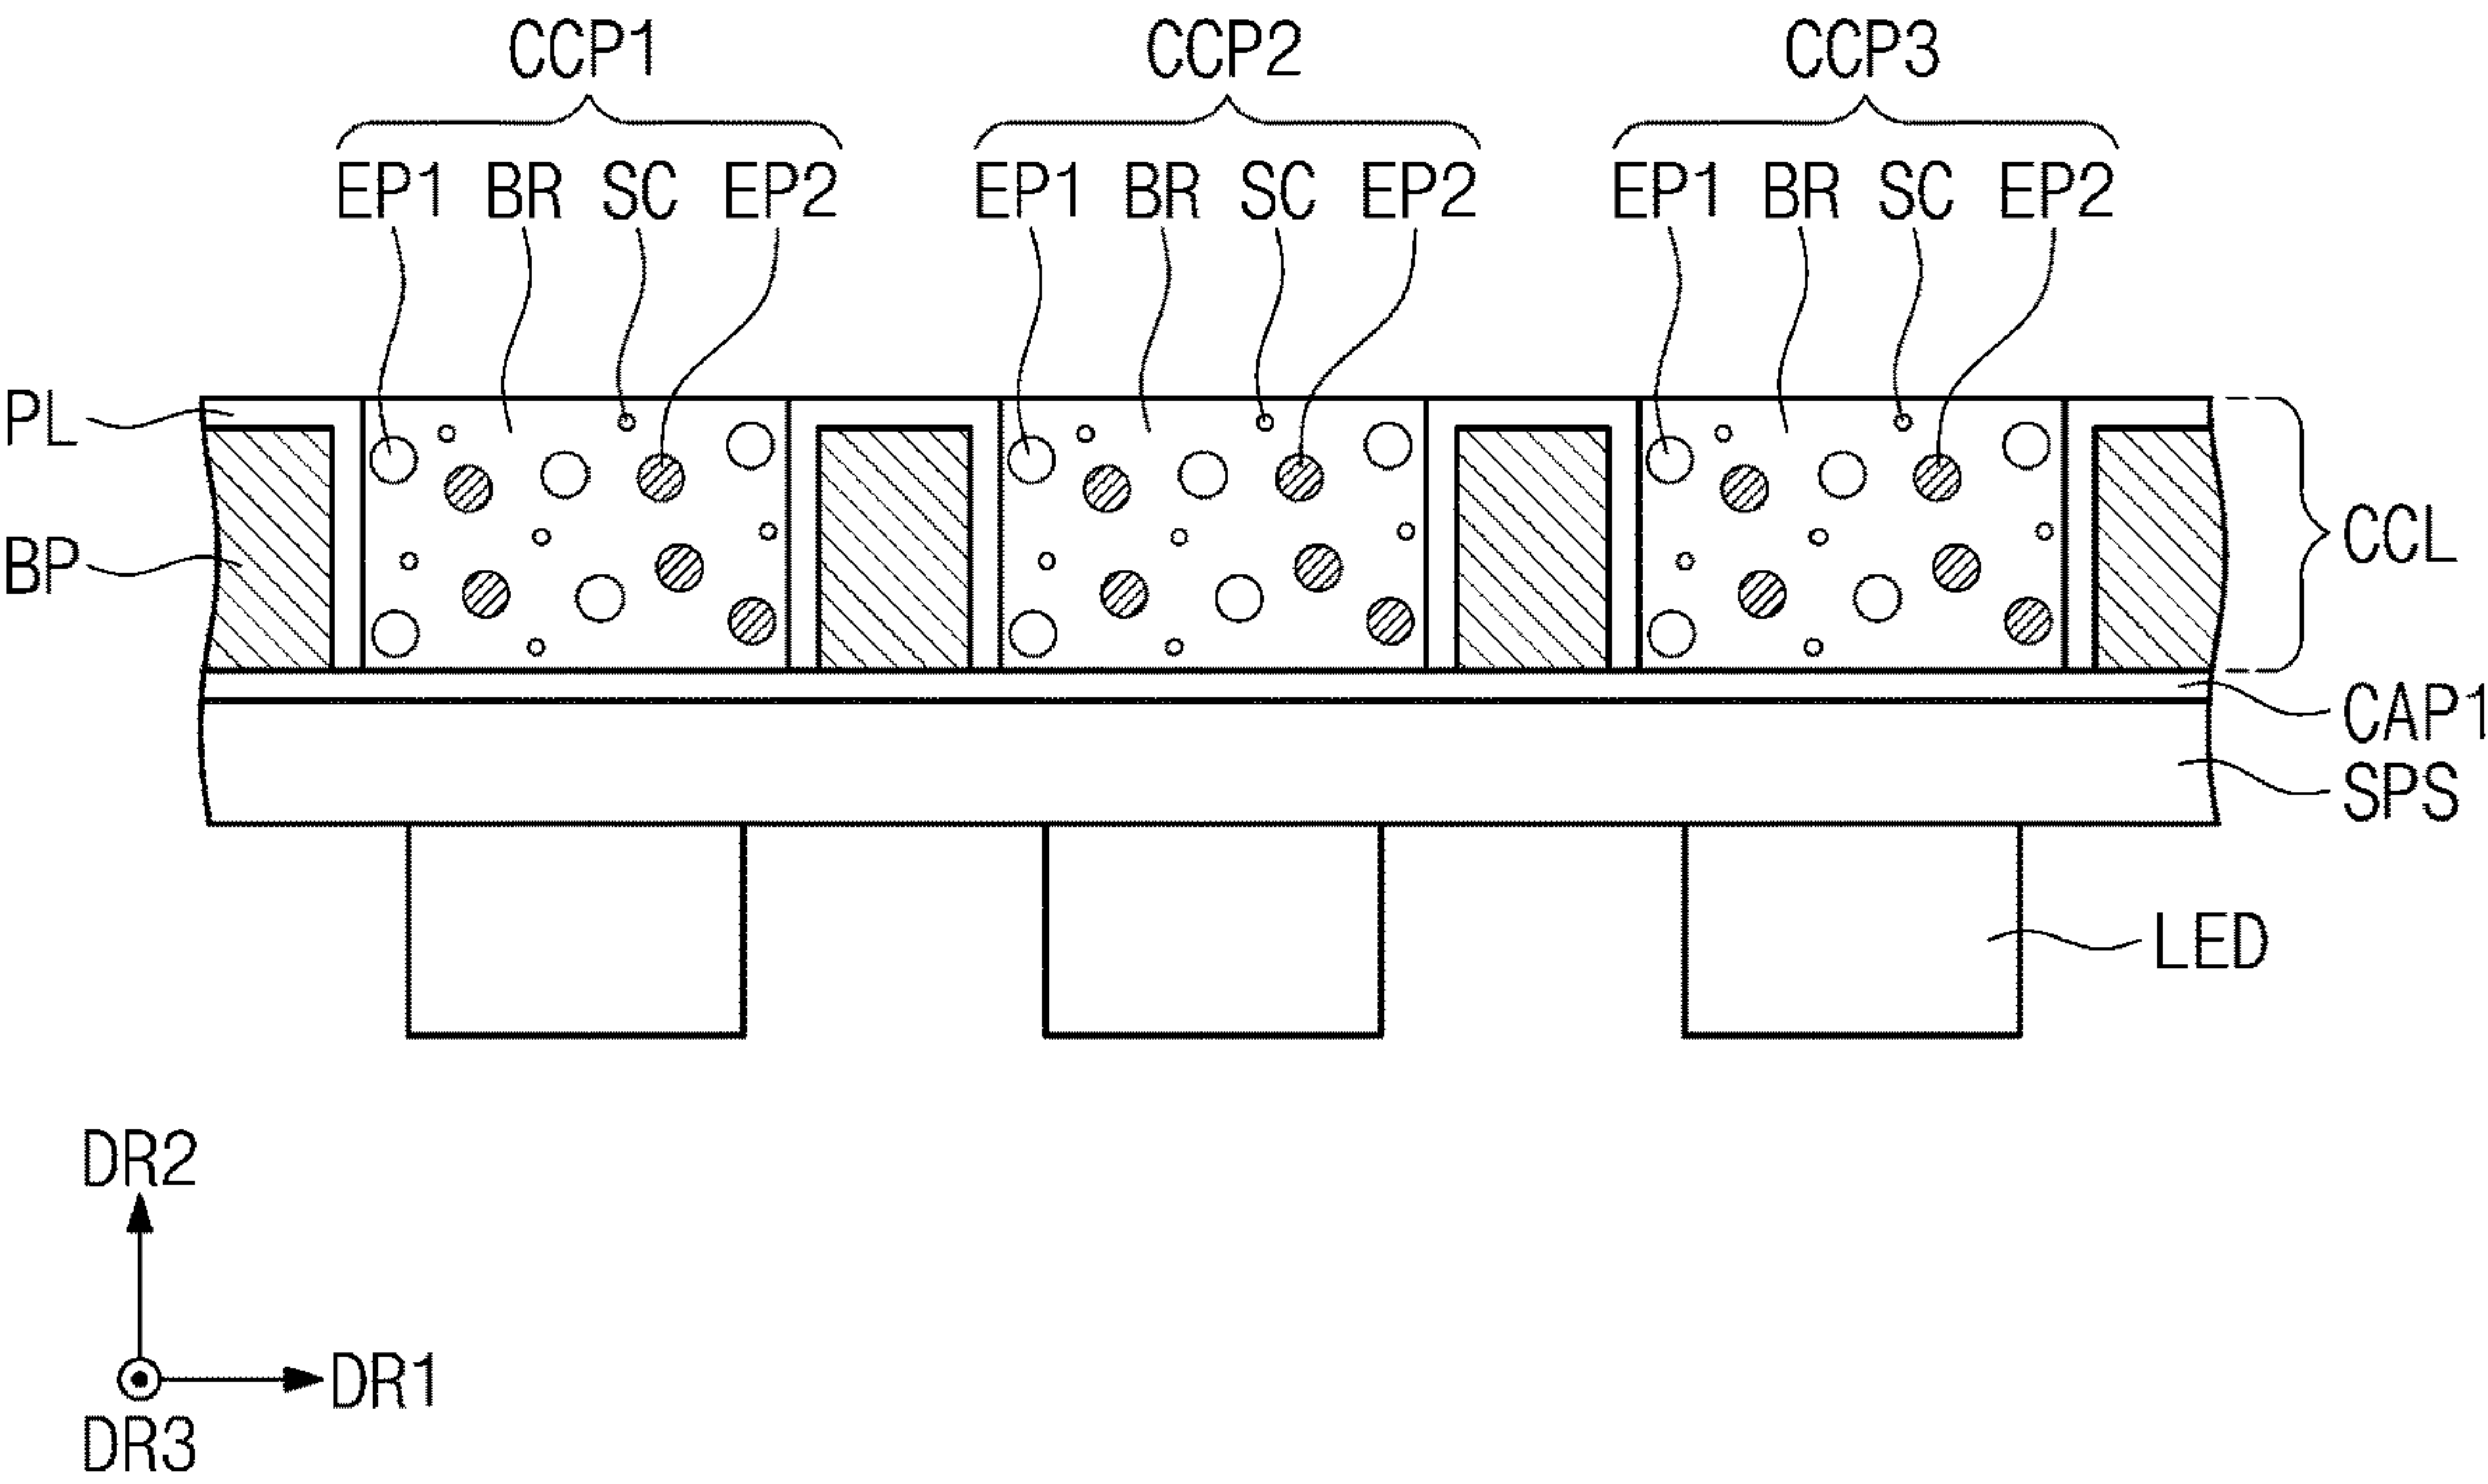 CCP1 CCP2 CCP3
EP1 BR SC EP2 EP1 BR SC EP2 EP1 BR SC EP2
PL
BP
CCL
CAP1
SPS
LED
DR2
DR1
DR3